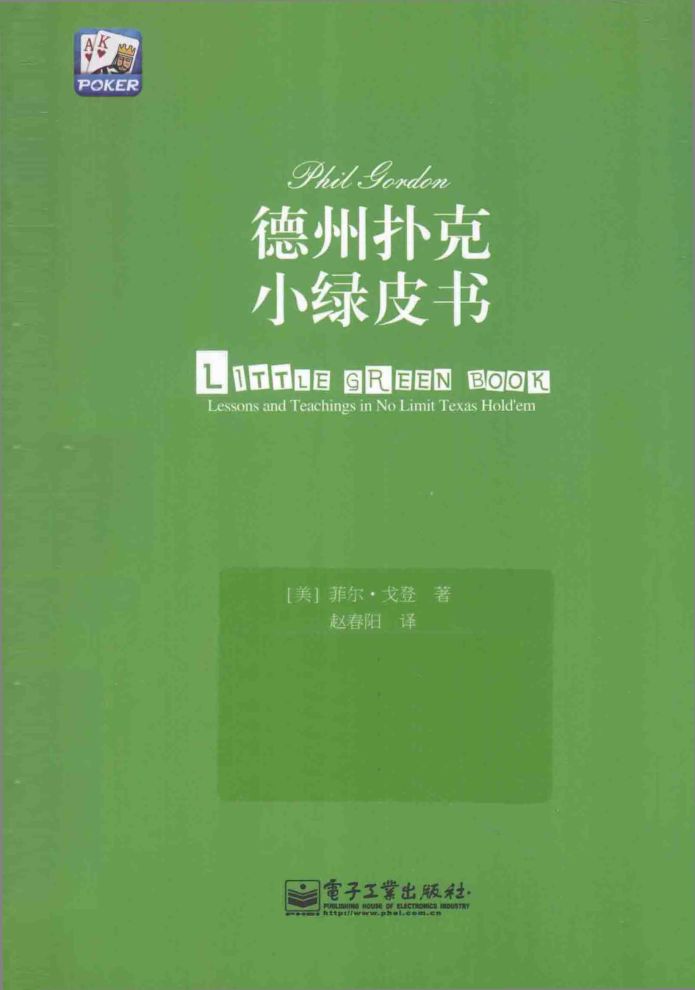 A K
POKER
Phil Gordon
德州扑克
小绿皮书
LITTLE GREEN BOOK
Lessons and Teachings in No Limit Texas Hold'em
[美] 菲尔·戈登 著
赵春阳 译
電子工業出版社
PUBLISHING HOUSE OF ELECTRONICS INDUSTRY
PHEI http://www.phei.com.cn